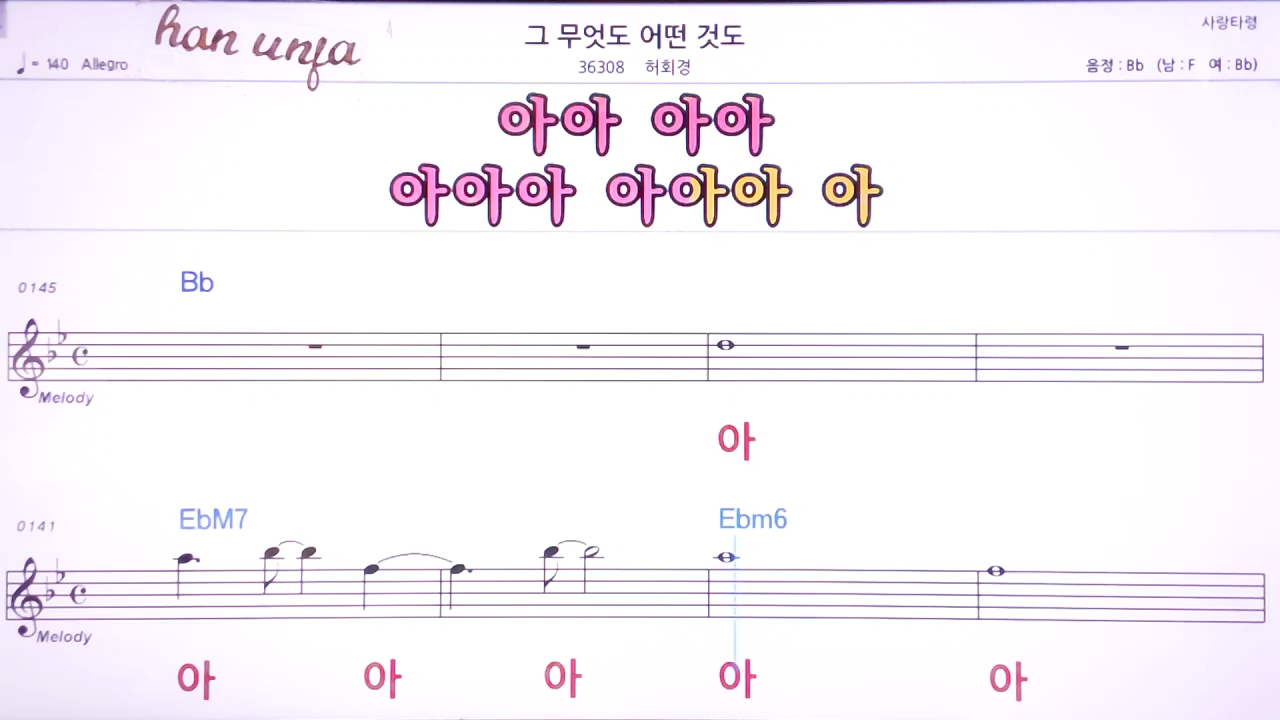 han unja
그 무엇도 어떤 것도
사랑타령
♩= 140 Allegro
36308 허회경
음정 : Bb (남 : F 여 : Bb)
아아 아아
아아아 아아아 아
0145
Bb
Melody
아
0141
EbM7 Ebm6
Melody
아 아 아 아 아